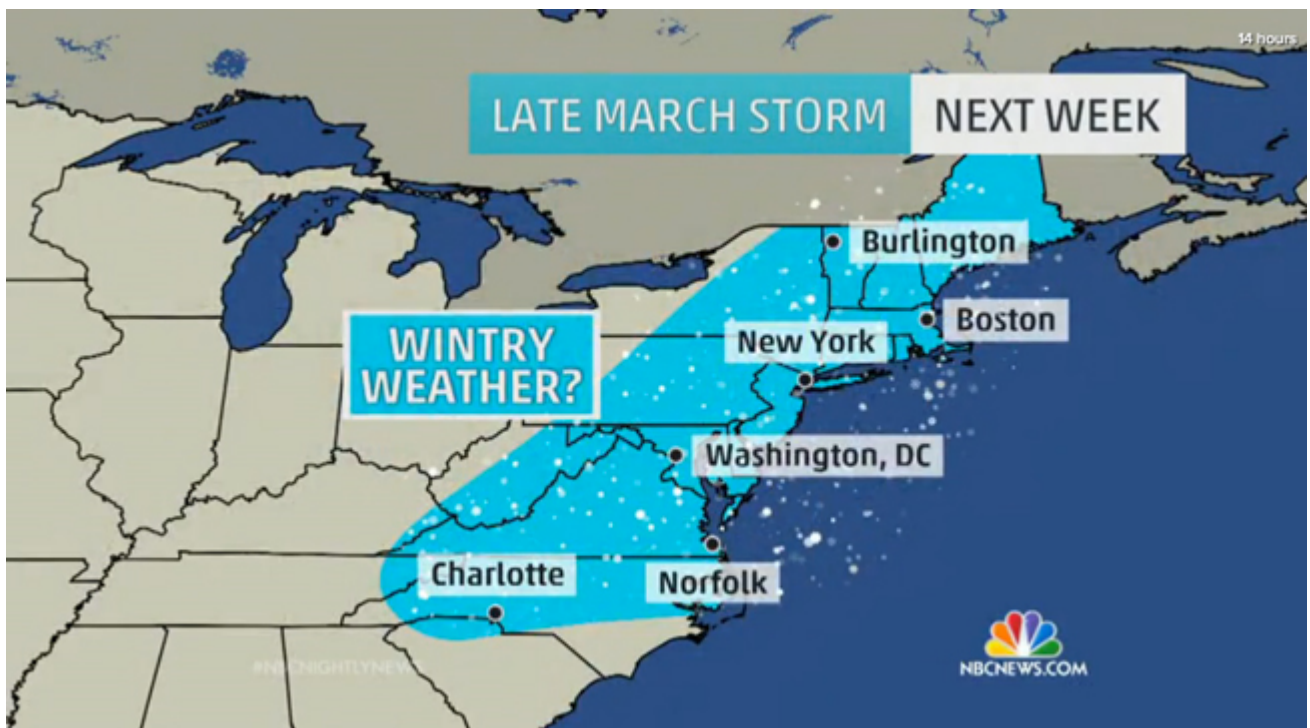 14 hours
LATE MARCH STORM NEXT WEEK
Burlington
Boston
WINTRY
WEATHER?
New York
Washington, DC
Charlotte
Norfolk
#NBCNIGHTLYNEWS
NBCNEWS.COM